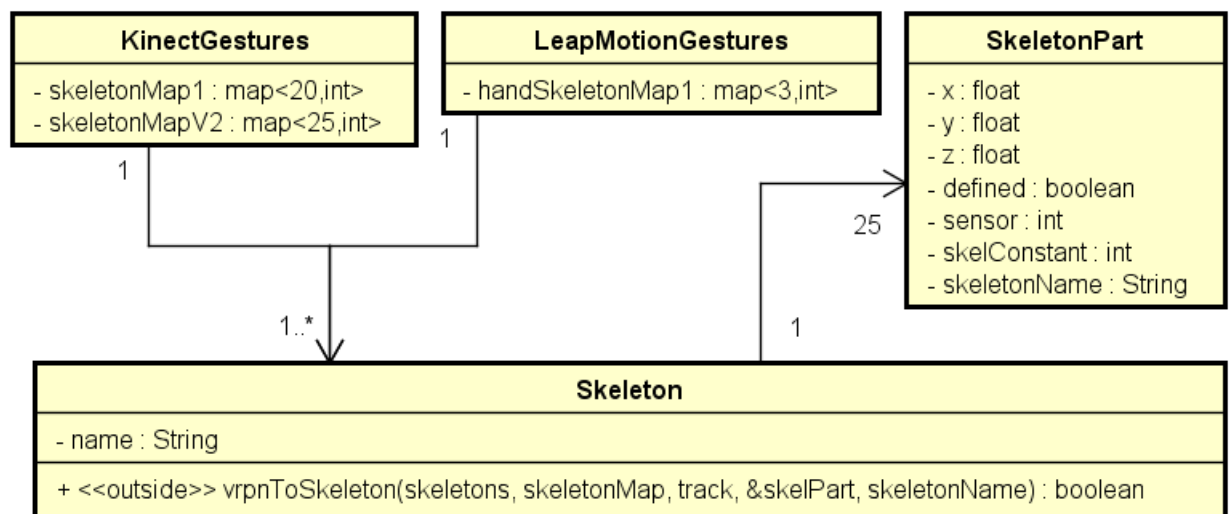 KinectGestures
- skeletonMap1 : map<20,int>
- skeletonMapV2 : map<25,int>
LeapMotionGestures
- handSkeletonMap1 : map<3,int>
SkeletonPart
- x : float
- y : float
- z : float
- defined : boolean
- sensor : int
- skelConstant : int
- skeletonName : String
1
1
25
1..*
1
Skeleton
- name : String
+ <<outside>> vrpnToSkeleton(skeletons, skeletonMap, track, &skelPart, skeletonName) : boolean